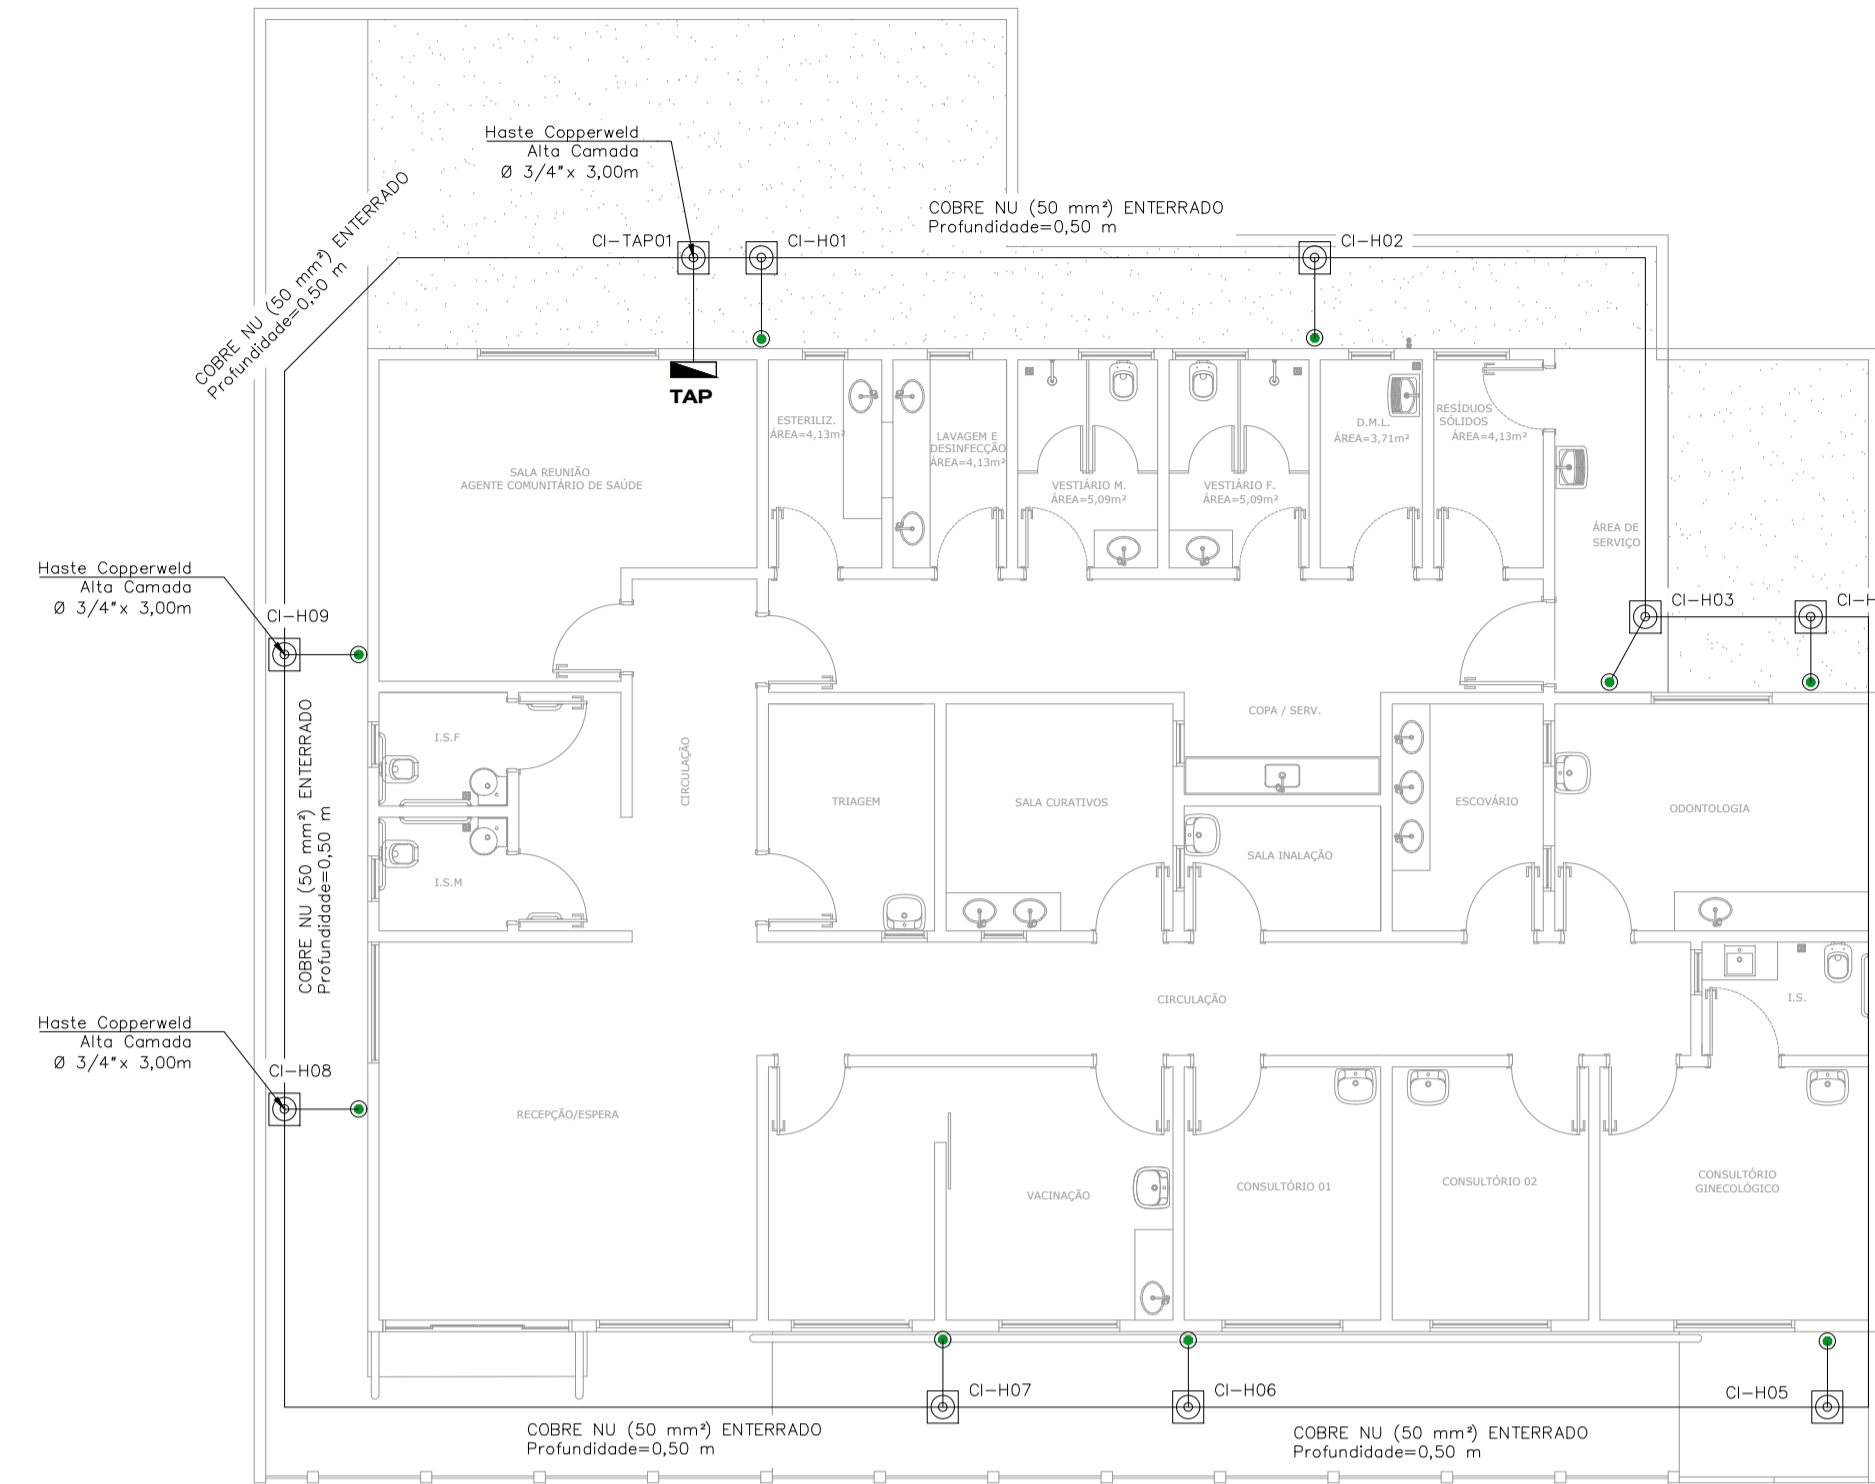 Haste Copperweld
Alta Camada
Ø 3/4"x 3,00m
COBRE NU (50 mm²) ENTERRADO
Profundidade=0,50 m
CI-TAP01
CI-H01
COBRE NU (50 mm²) ENTERRADO
Profundidade=0,50 m
CI-H02
TAP
ESTERILIZ.
ÁREA=4,13m²
LAVAGEM E
DESINFECÇÃO
ÁREA=4,13m²
VESTIÁRIO M.
ÁREA=5,09m²
VESTIÁRIO F.
ÁREA=5,09m²
D.M.L.
ÁREA=3,71m²
RESÍDUOS
SÓLIDOS
ÁREA=4,13m²
SALA REUNIÃO
AGENTE COMUNITÁRIO DE SAÚDE
ÁREA DE
SERVIÇO
Haste Copperweld
Alta Camada
Ø 3/4"x 3,00m
CI-H09
CI-H03
CI-H
COBRE NU (50 mm²) ENTERRADO
Profundidade=0,50 m
I.S.F
CIRCULAÇÃO
TRIAGEM
SALA CURATIVOS
COPA / SERV.
SALA INALAÇÃO
ESCOVÁRIO
ODONTOLOGIA
I.S.M
CIRCULAÇÃO
I.S.
Haste Copperweld
Alta Camada
Ø 3/4"x 3,00m
CI-H08
RECEPÇÃO/ESPERA
VACINAÇÃO
CONSULTÓRIO 01
CONSULTÓRIO 02
CONSULTÓRIO
GINECOLÓGICO
CI-H07
CI-H06
CI-H05
COBRE NU (50 mm²) ENTERRADO
Profundidade=0,50 m
COBRE NU (50 mm²) ENTERRADO
Profundidade=0,50 m